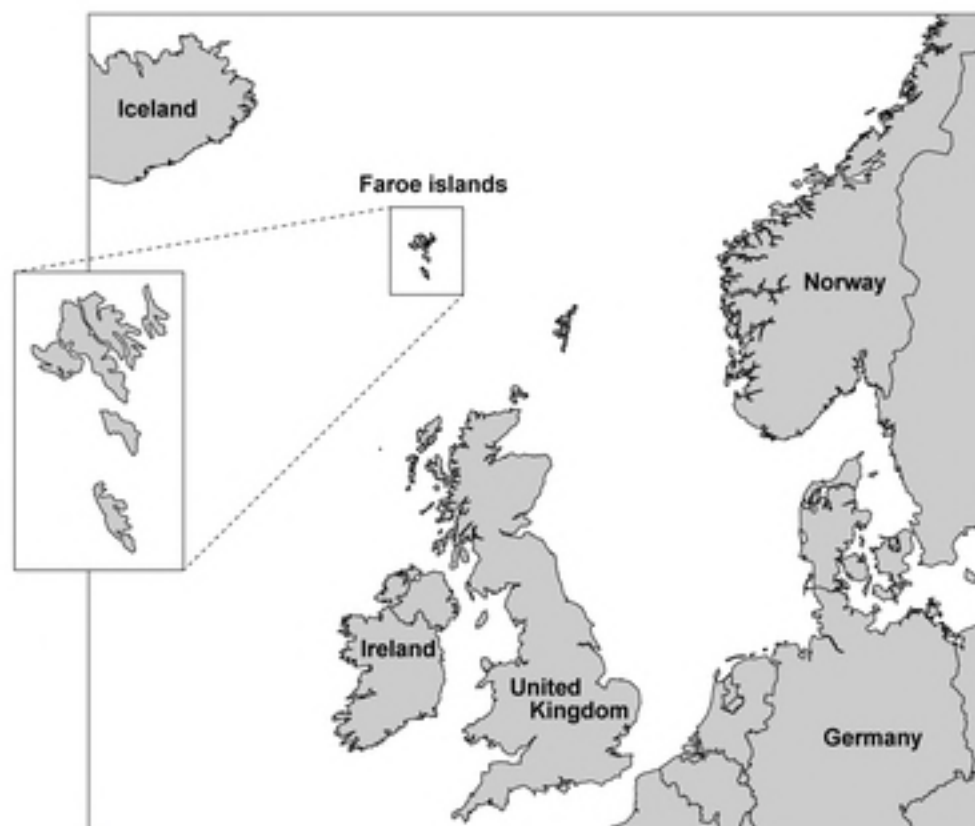 Iceland
Faroe islands
Norway
Ireland
United
Kingdom
Germany